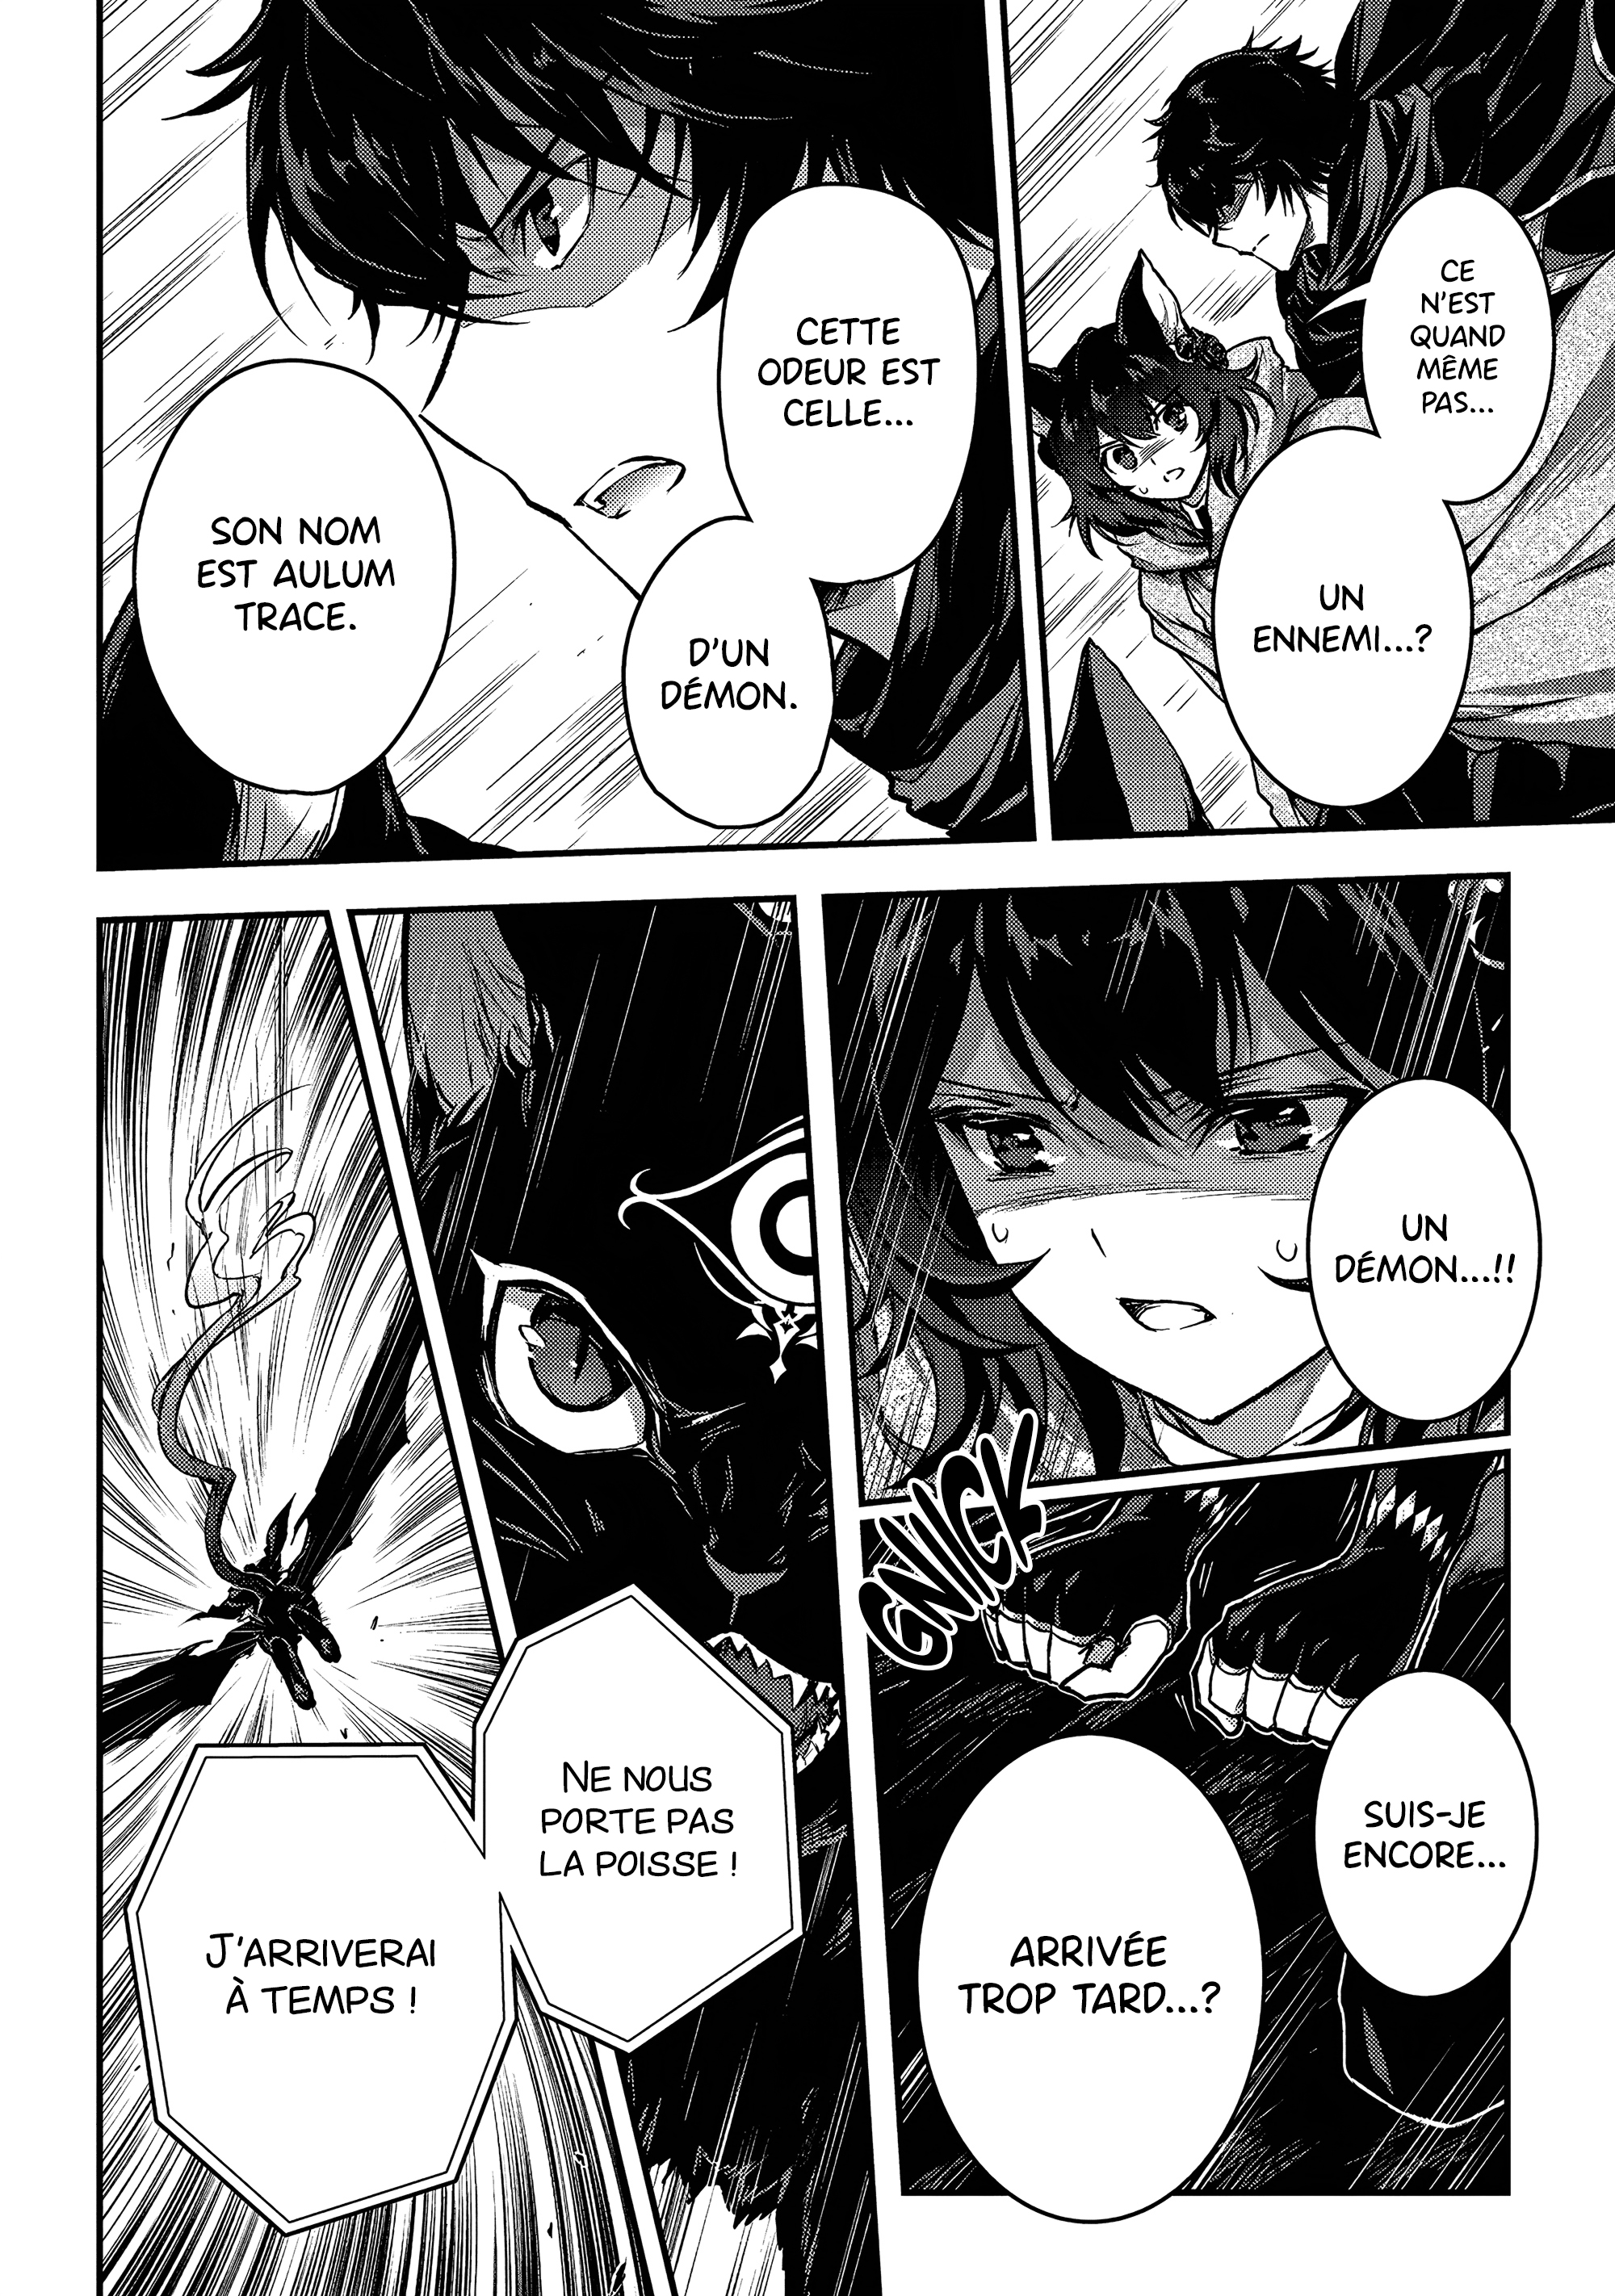 CE
N'EST
QUAND
MÊME
PAS...
UN
ENNEMI...?
CETTE
ODEUR EST
CELLE...
D'UN
DÉMON.
SON NOM
EST AULUM
TRACE.
UN
DÉMON...!!
GNICK
SUIS-JE
ENCORE...
ARRIVÉE
TROP TARD...?
NE NOUS
PORTE PAS
LA POISSE !
J'ARRIVERAI
À TEMPS !